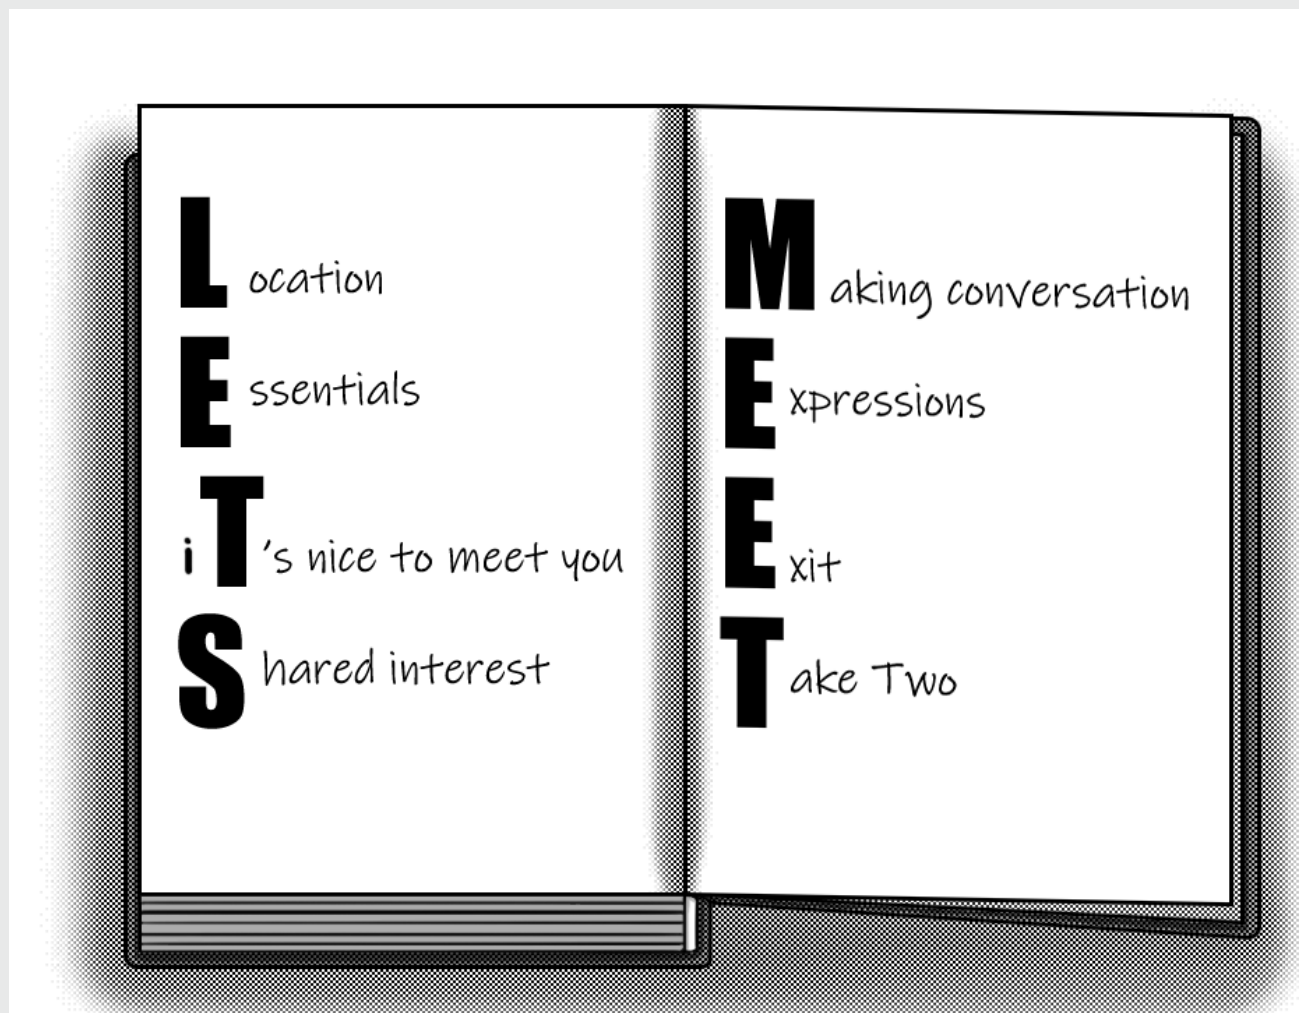 Location
Essentials
iT's nice to meet you
Shared interest
Making conversation
Expressions
Exit
Take Two